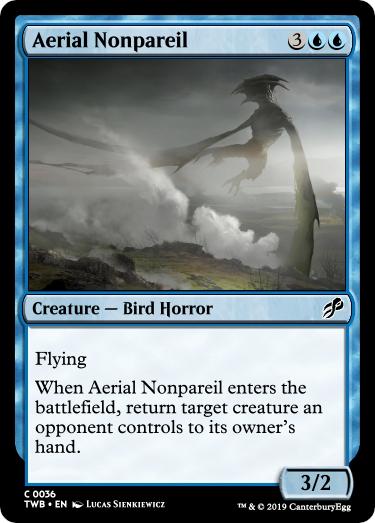 Aerial Nonpareil 3
Creature — Bird Horror
Flying
When Aerial Nonpareil enters the
battlefield, return target creature an
opponent controls to its owner's
hand.
3/2
C 0036
TWB • EN Lucas Sienkiewicz
™ & © 2019 CanterburyEgg